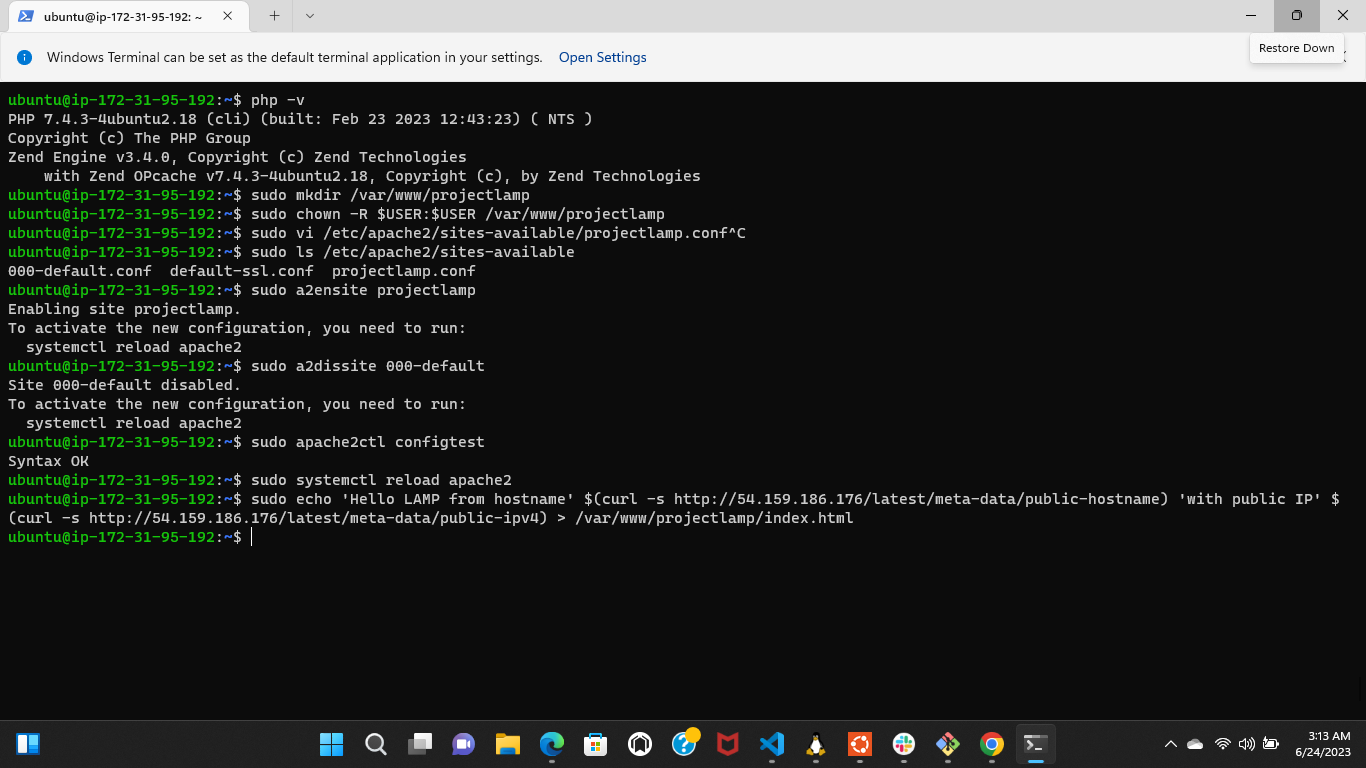 ubuntu@ip-172-31-95-192: ~
Restore Down
Windows Terminal can be set as the default terminal application in your settings. Open Settings
ubuntu@ip-172-31-95-192:~$ php -v
PHP 7.4.3-4ubuntu2.18 (cli) (built: Feb 23 2023 12:43:23) ( NTS )
Copyright (c) The PHP Group
Zend Engine v3.4.0, Copyright (c) Zend Technologies
    with Zend OPcache v7.4.3-4ubuntu2.18, Copyright (c), by Zend Technologies
ubuntu@ip-172-31-95-192:~$ sudo mkdir /var/www/projectlamp
ubuntu@ip-172-31-95-192:~$ sudo chown -R $USER:$USER /var/www/projectlamp
ubuntu@ip-172-31-95-192:~$ sudo vi /etc/apache2/sites-available/projectlamp.conf^C
ubuntu@ip-172-31-95-192:~$ sudo ls /etc/apache2/sites-available
000-default.conf  default-ssl.conf  projectlamp.conf
ubuntu@ip-172-31-95-192:~$ sudo a2ensite projectlamp
Enabling site projectlamp.
To activate the new configuration, you need to run:
  systemctl reload apache2
ubuntu@ip-172-31-95-192:~$ sudo a2dissite 000-default
Site 000-default disabled.
To activate the new configuration, you need to run:
  systemctl reload apache2
ubuntu@ip-172-31-95-192:~$ sudo apache2ctl configtest
Syntax OK
ubuntu@ip-172-31-95-192:~$ sudo systemctl reload apache2
ubuntu@ip-172-31-95-192:~$ sudo echo 'Hello LAMP from hostname' $(curl -s http://54.159.186.176/latest/meta-data/public-hostname) 'with public IP' $
(curl -s http://54.159.186.176/latest/meta-data/public-ipv4) > /var/www/projectlamp/index.html
ubuntu@ip-172-31-95-192:~$
3:13 AM
6/24/2023